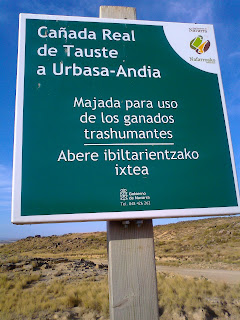 Cañada Real
de Tauste
a Urbasa-Andia
Majada para uso
de los ganados
trashumantes
Abere ibiltarientzako
ixtea
Gobierno
de Navarra